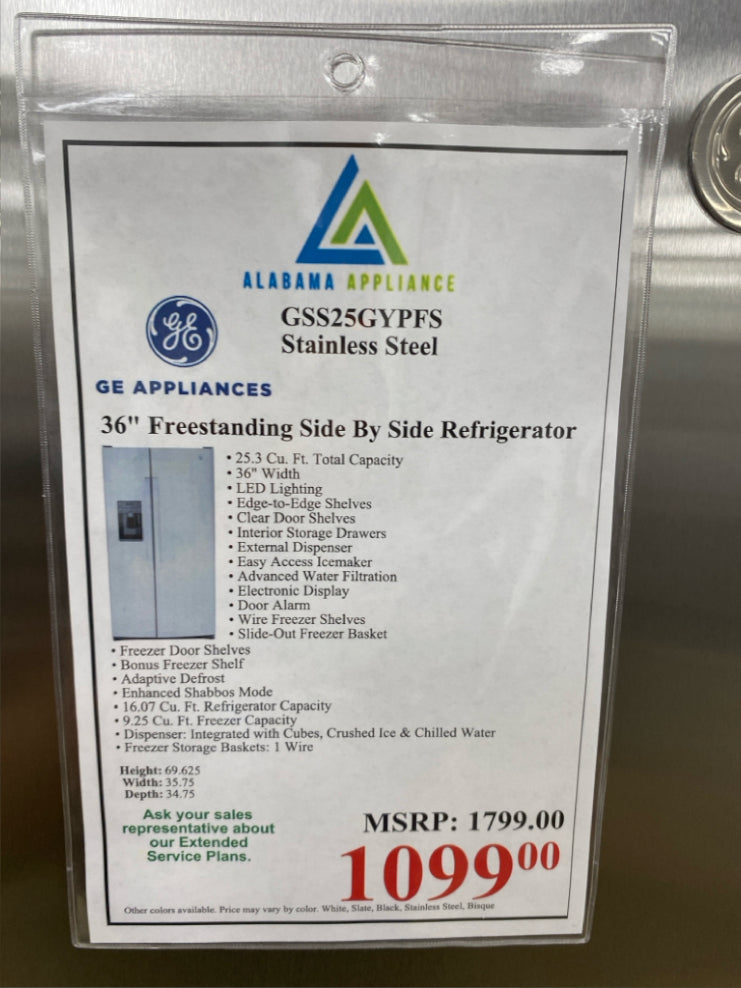 ALABAMA APPLIANCE
GE
GSS25GYPFS
Stainless Steel
GE APPLIANCES
36" Freestanding Side By Side Refrigerator
• 25.3 Cu. Ft. Total Capacity
• 36" Width
• LED Lighting
• Edge-to-Edge Shelves
• Clear Door Shelves
• Interior Storage Drawers
• External Dispenser
• Easy Access Icemaker
• Advanced Water Filtration
• Electronic Display
• Door Alarm
• Wire Freezer Shelves
• Slide-Out Freezer Basket
• Freezer Door Shelves
• Bonus Freezer Shelf
• Adaptive Defrost
• Enhanced Shabbos Mode
• 16.07 Cu. Ft. Refrigerator Capacity
• 9.25 Cu. Ft. Freezer Capacity
• Dispenser: Integrated with Cubes, Crushed Ice & Chilled Water
• Freezer Storage Baskets: 1 Wire
Height: 69.625
Width: 35.75
Depth: 34.75
Ask your sales
representative about
our Extended
Service Plans.
MSRP: 1799.00
1099 00
Other colors available. Price may vary by color. White, Slate, Black, Stainless Steel, Bisque